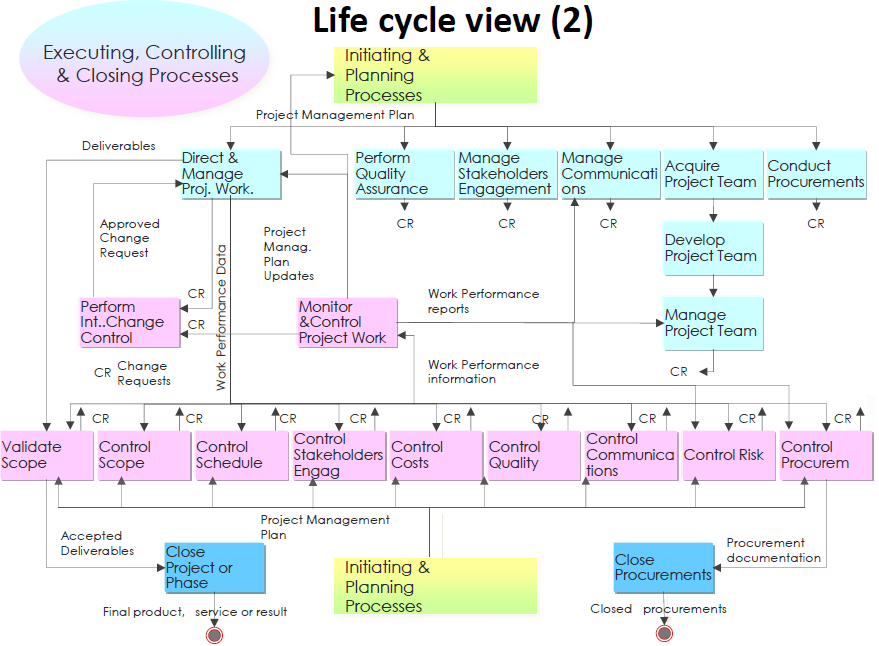 Life cycle view (2)
Executing, Controlling
& Closing Processes
Initiating &
Planning
Processes
Project Management Plan
Deliverables
Direct &
Manage
Proj. Work.
Perform
Quality
Assurance
Manage
Stakeholders
Engagement
Manage
Communicati
ons
Acquire
Project Team
Conduct
Procurements
CR
CR
CR
CR
Approved
Change
Request
Work Performance Data
Project
Manag.
Plan
Updates
Develop
Project Team
CR
Perform
Int..Change
Control
CR
Monitor
&Control
Project Work
Work Performance
reports
Manage
Project Team
CR
Change
Requests
Work Performance
information
CR
CR
CR
CR
CR
CR
CR
CR
CR
CR
Validate
Scope
Control
Scope
Control
Schedule
Control
Stakeholders
Engag
Control
Costs
Control
Quality
Control
Communica
tions
Control Risk
Control
Procurem
Project Management
Plan
Accepted
Deliverables
Close
Project or
Phase
Initiating &
Planning
Processes
Procurement
documentation
Close
Procurements
Final product, service or result
Closed procurements